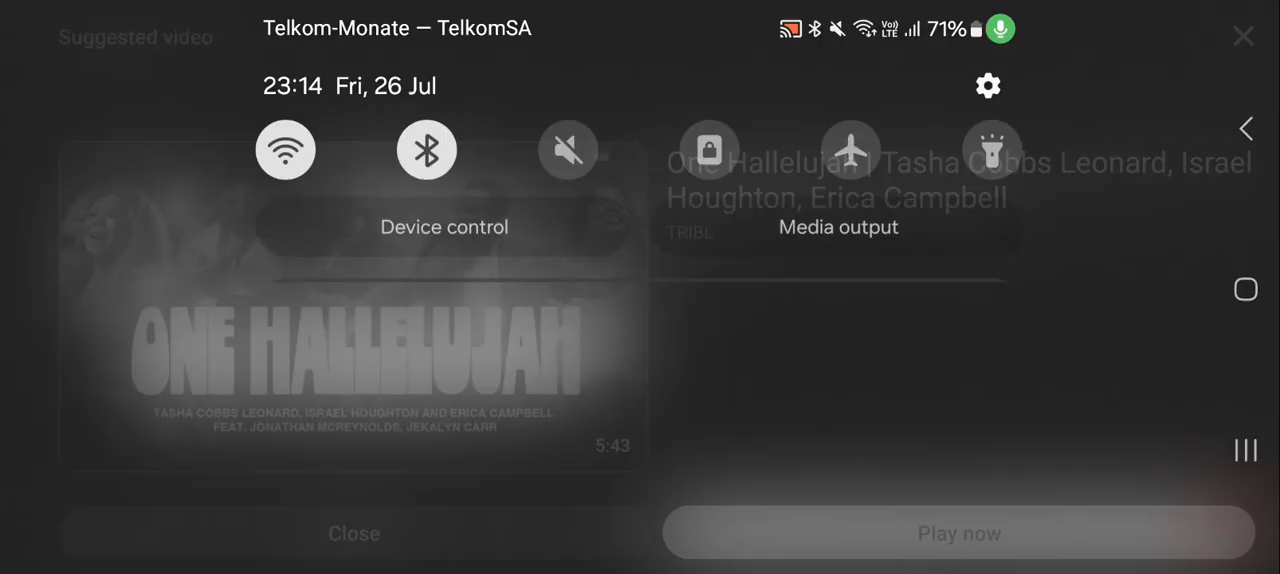 Suggested video
Telkom-Monate — TelkomSA
Vo))
LTE
71%
23:14 Fri, 26 Jul
One Hallelujah | Tasha Cobbs Leonard, Israel
Houghton, Erica Campbell
TRIBL
Device control
Media output
ONE HALLELUJAH
TASHA COBBS LEONARD, ISRAEL HOUGHTON AND ERICA CAMPBELL
FEAT. JONATHAN MCREYNOLDS, JEKALYN CARR
5:43
Close
Play now